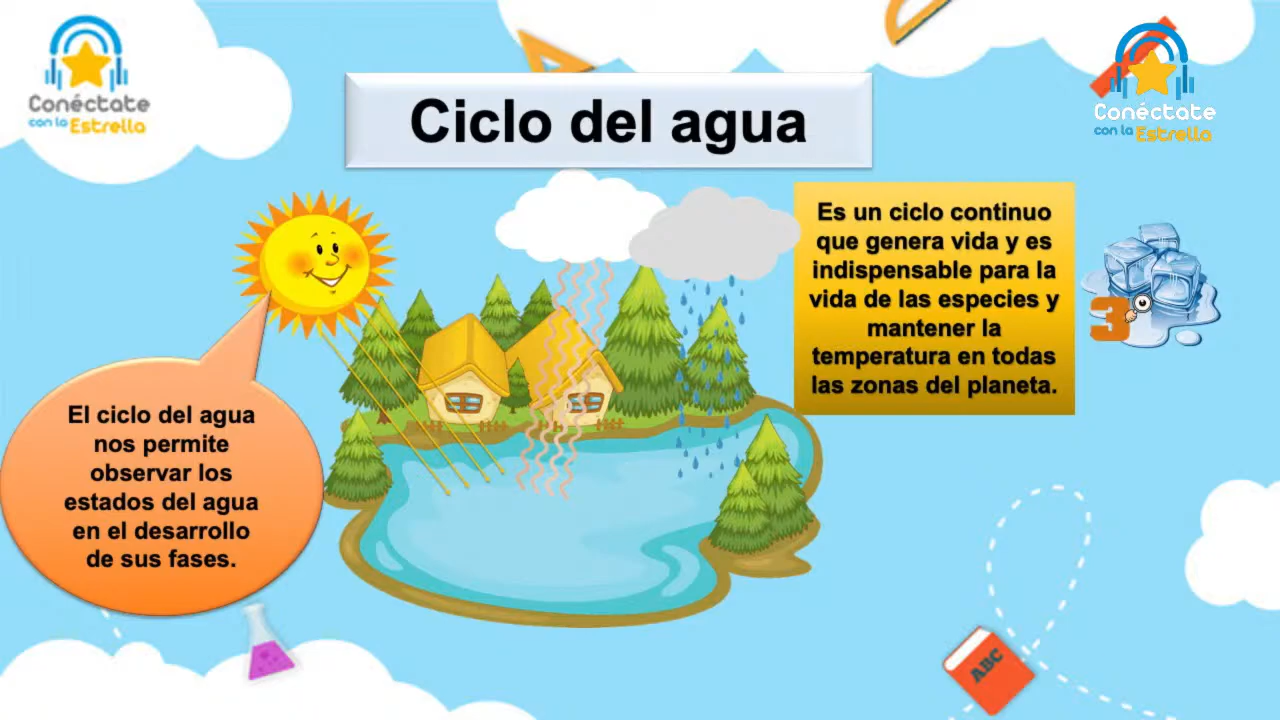 Conéctate
con la Estrella
Conéctate
con la Estrella
Ciclo del agua
Es un ciclo continuo
que genera vida y es
indispensable para la
vida de las especies y
mantener la
temperatura en todas
las zonas del planeta.
3°
El ciclo del agua
nos permite
observar los
estados del agua
en el desarrollo
de sus fases.
ABC